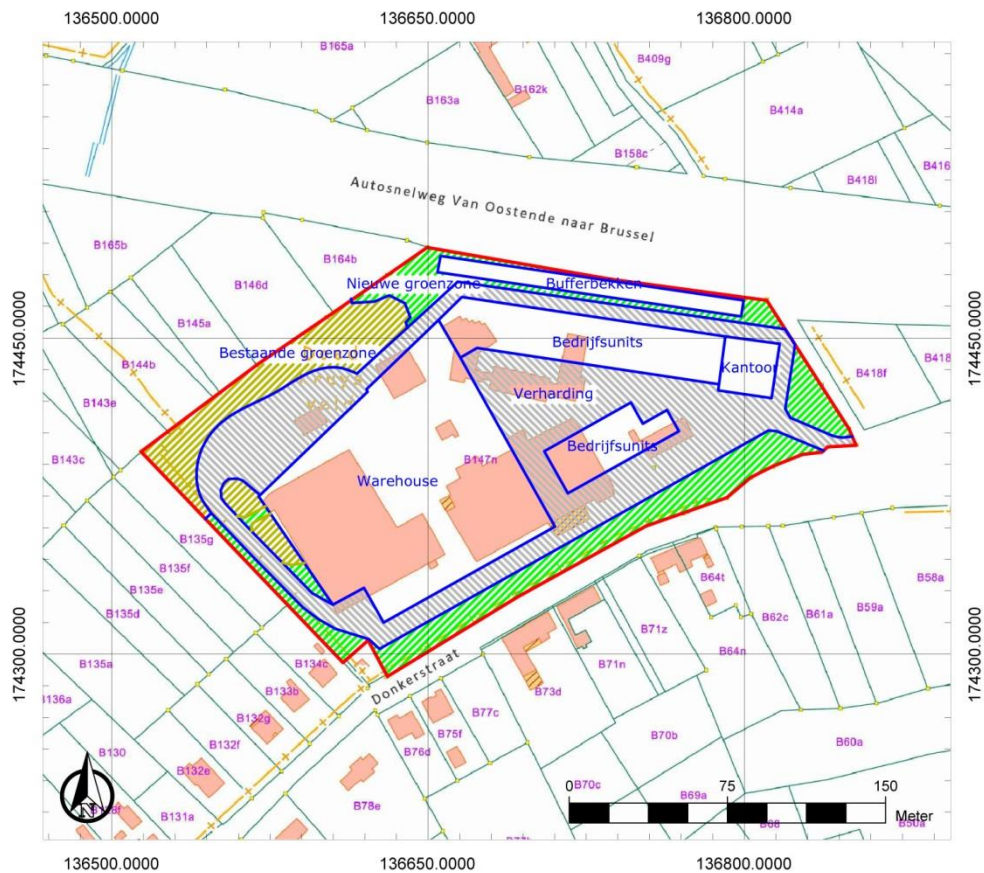 136500.0000
136650.0000
136800.0000
B165a
B409g
B163a
B162k
B414a
B158c
B416
B418l
Autosnelweg Van Oostende naar Brussel
B165b
B164b
B146d
Nieuwe groenzone
Bufferbekken
174450.0000
174450.0000
B145a
Bedrijfsunits
Bestaande groenzone
B418
B144b
Kantoor
B418f
B143e
Verharding
Bedrijfsunits
B143c
B147n
Warehouse
B135g
B135f
B135e
B135d
B64t
B58a
B59a
B61a
B62c
B71z
B64n
174300.0000
174300.0000
B135a
B134c
B71n
Donkerstraat
B133b
B73d
B136a
B132g
B77c
B75f
B70b
B132f
B76d
B60a
B130
B132e
B70c
0
75
150
B69a
N
B78e
Meter
B131a
136500.0000
136650.0000
136800.0000